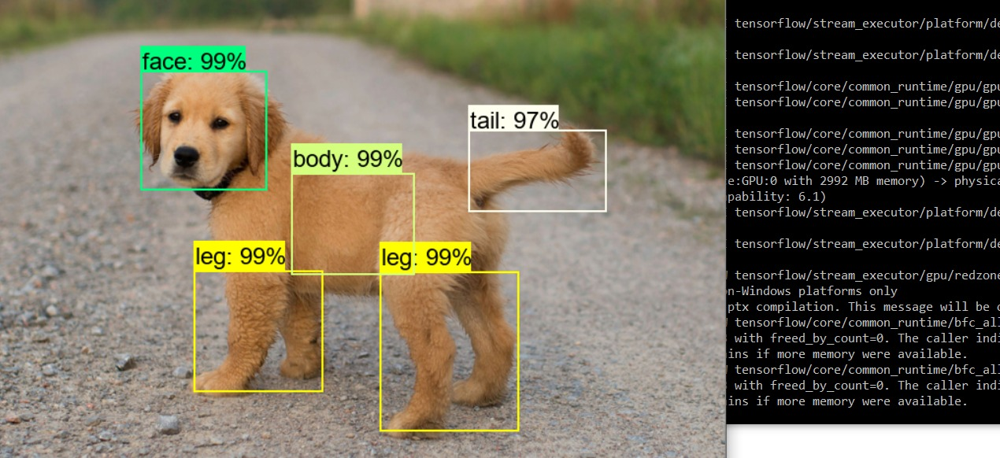 face: 99%
tail: 97%
body: 99%
leg: 99%
leg: 99%
tensorflow/stream_executor/platform/de
tensorflow/stream_executor/platform/de
tensorflow/core/common_runtime/gpu/gpu
tensorflow/core/common_runtime/gpu/gpu
tensorflow/core/common_runtime/gpu/gpu
tensorflow/core/common_runtime/gpu/gpu
tensorflow/core/common_runtime/gpu/gpu
e:GPU:0 with 2992 MB memory) -> physica
pability: 6.1)
tensorflow/stream_executor/platform/de
tensorflow/stream_executor/platform/de
tensorflow/stream_executor/gpu/redzone
n-Windows platforms only
ptx compilation. This message will be o
tensorflow/core/common_runtime/bfc_all
with freed_by_count=0. The caller indi
ins if more memory were available.
tensorflow/core/common_runtime/bfc_all
with freed_by_count=0. The caller indi
ins if more memory were available.